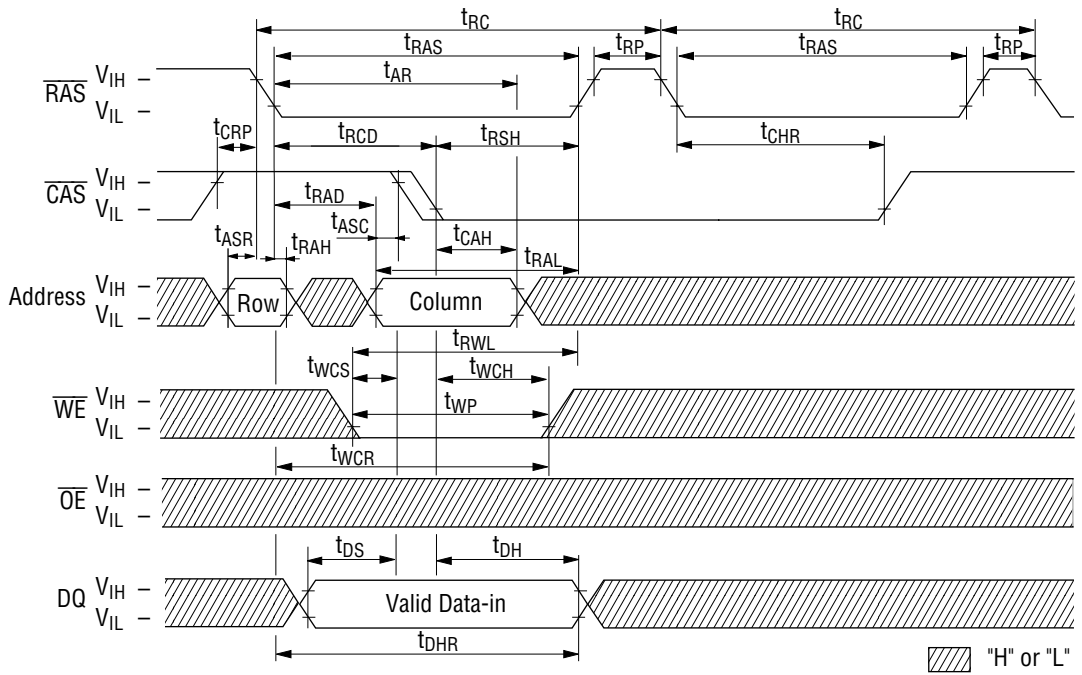 tRC tRC
tRAS tRP tRAS tRP
tAR
RAS VIH –
VIL –
tCRP tRCD tRSH tCHR
CAS VIH –
VIL –
tRAD
tASR tRAH tASC tCAH
tRAL
Address VIH –
VIL –
Row Column
tRWL
tWCS tWCH
tWP
WE VIH –
VIL –
tWCR
OE VIH –
VIL –
tDS tDH
DQ VIH –
VIL –
Valid Data-in
tDHR
"H" or "L"